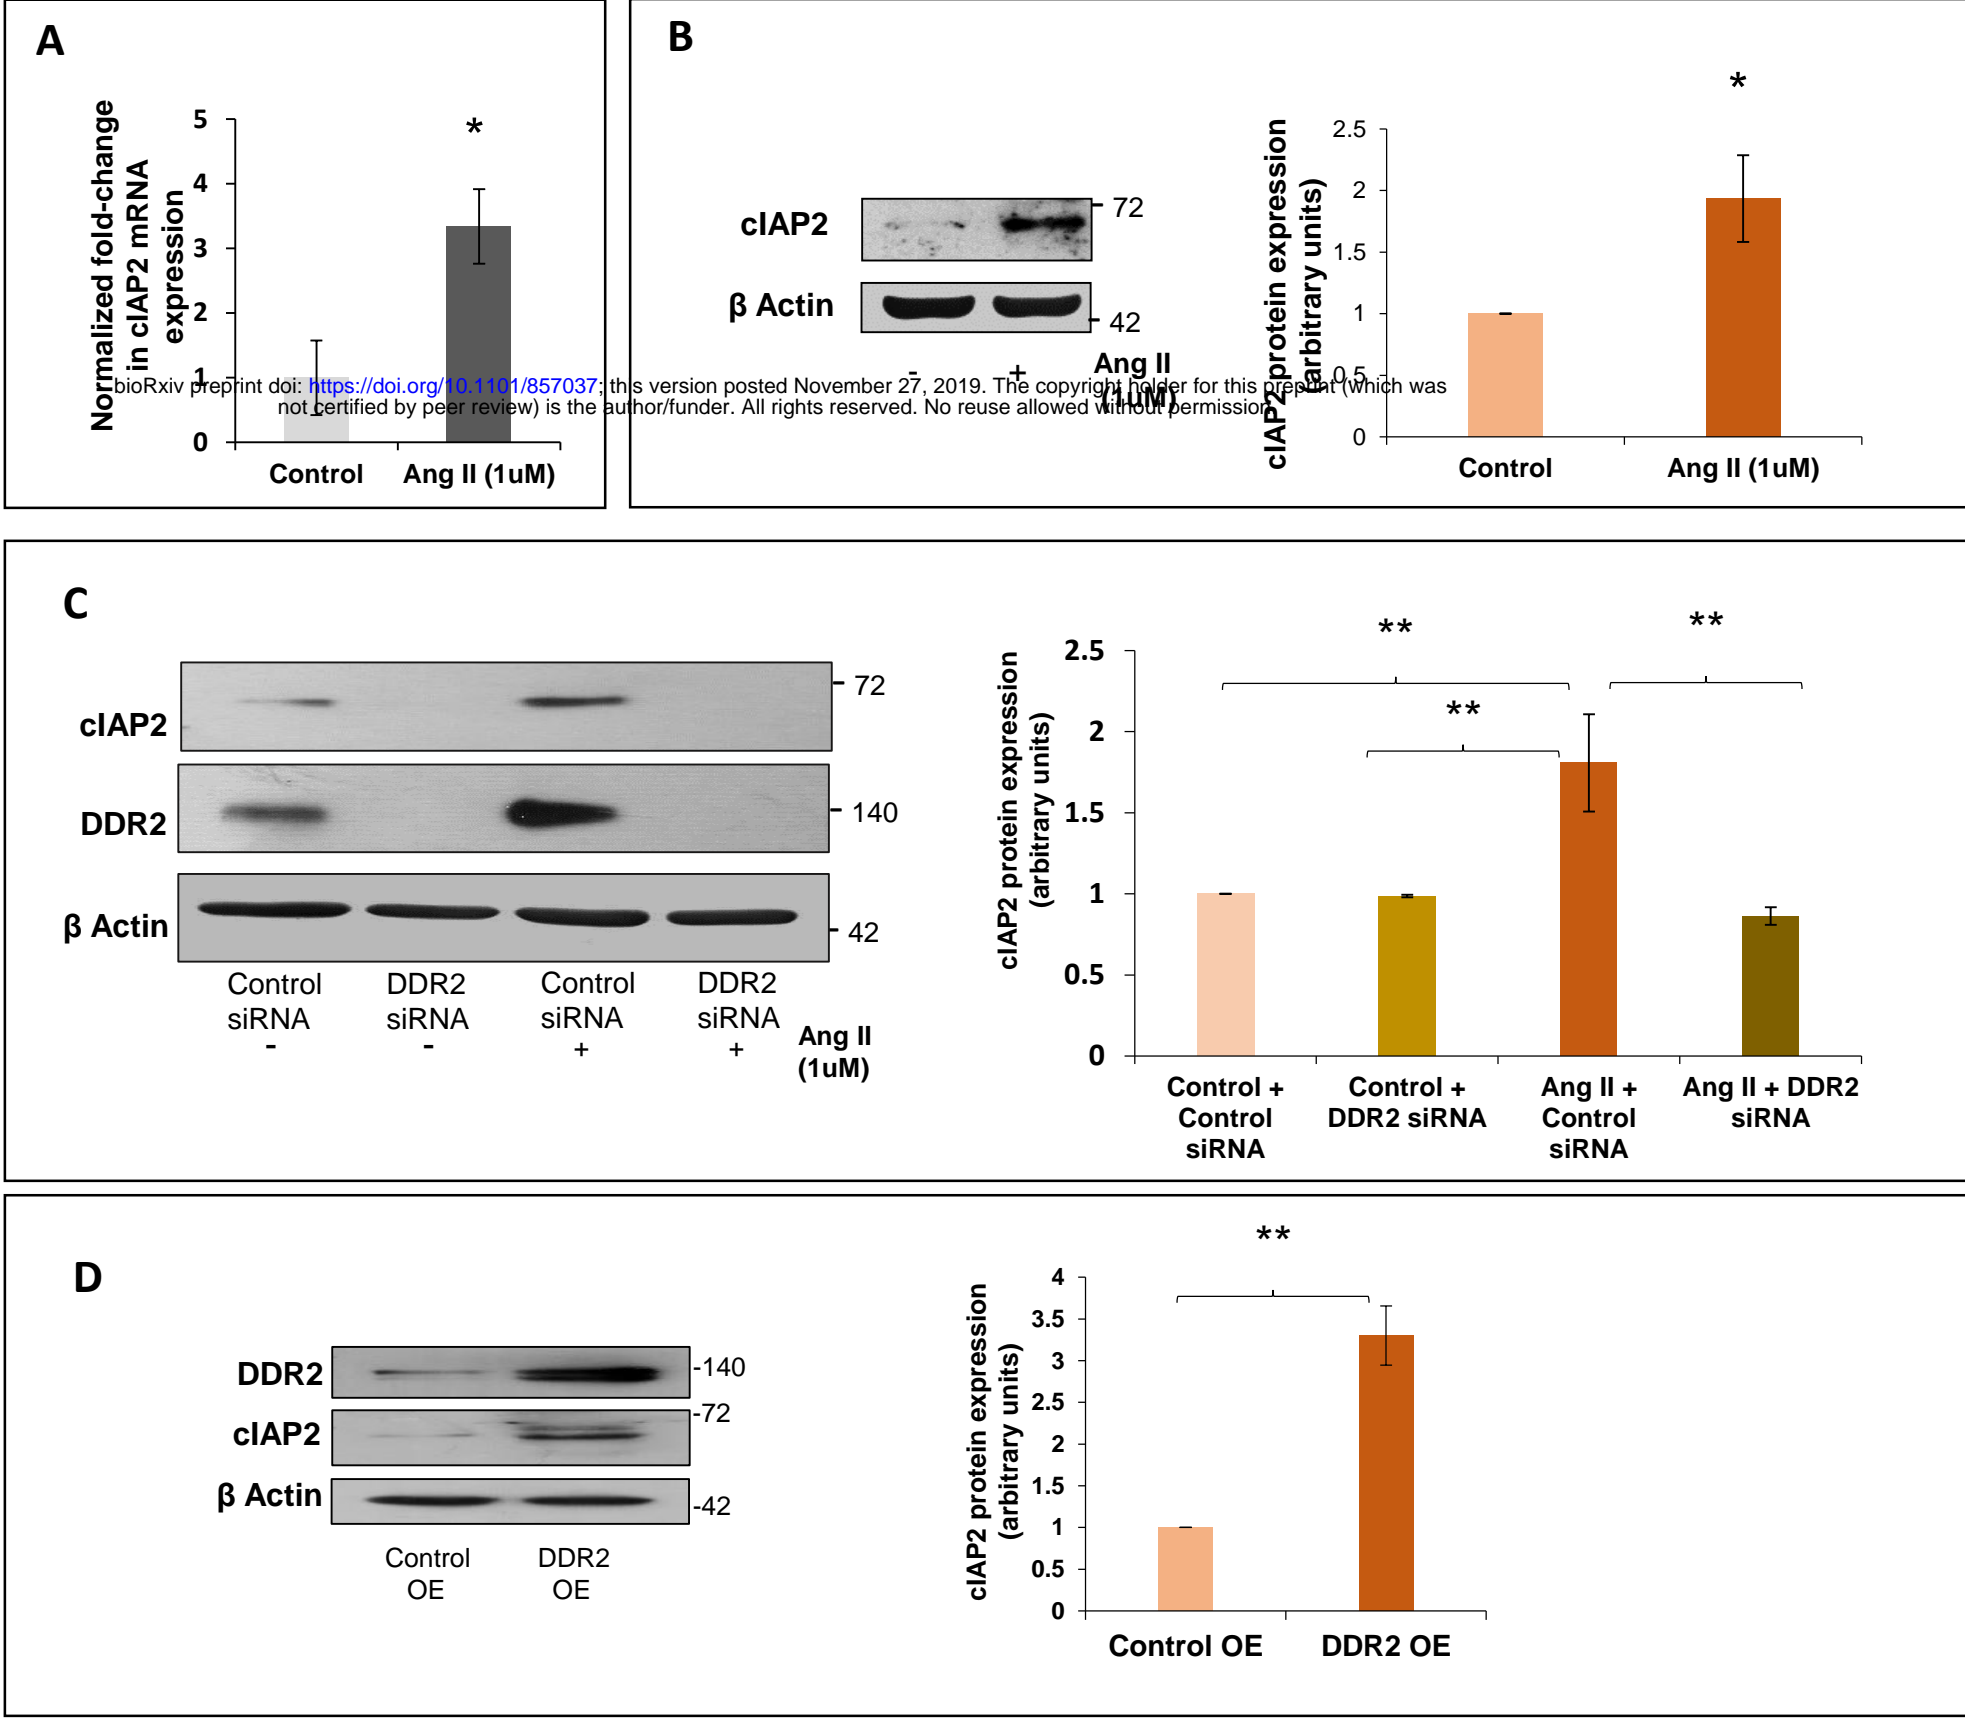 A
Normalized fold-change
in cIAP2 mRNA
expression
5
4
3
2
1
0
*
Control
Ang II (1uM)
B
cIAP2
72
β Actin
42
-
+
Ang II
(1uM)
cIAP2 protein expression
(arbitrary units)
2.5
2
1.5
1
0.5
0
*
Control
Ang II (1uM)
bioRxiv preprint doi: https://doi.org/10.1101/857037; this version posted November 27, 2019. The copyright holder for this preprint (which was
not certified by peer review) is the author/funder. All rights reserved. No reuse allowed without permission.
C
cIAP2
72
DDR2
140
β Actin
42
Control
siRNA
-
DDR2
siRNA
-
Control
siRNA
+
DDR2
siRNA
+
Ang II
(1uM)
cIAP2 protein expression
(arbitrary units)
2.5
2
1.5
1
0.5
0
**
**
**
Control +
Control
siRNA
Control +
DDR2 siRNA
Ang II +
Control
siRNA
Ang II + DDR2
siRNA
D
DDR2
-140
cIAP2
-72
β Actin
-42
Control
OE
DDR2
OE
cIAP2 protein expression
(arbitrary units)
4
3.5
3
2.5
2
1.5
1
0.5
0
**
Control OE
DDR2 OE